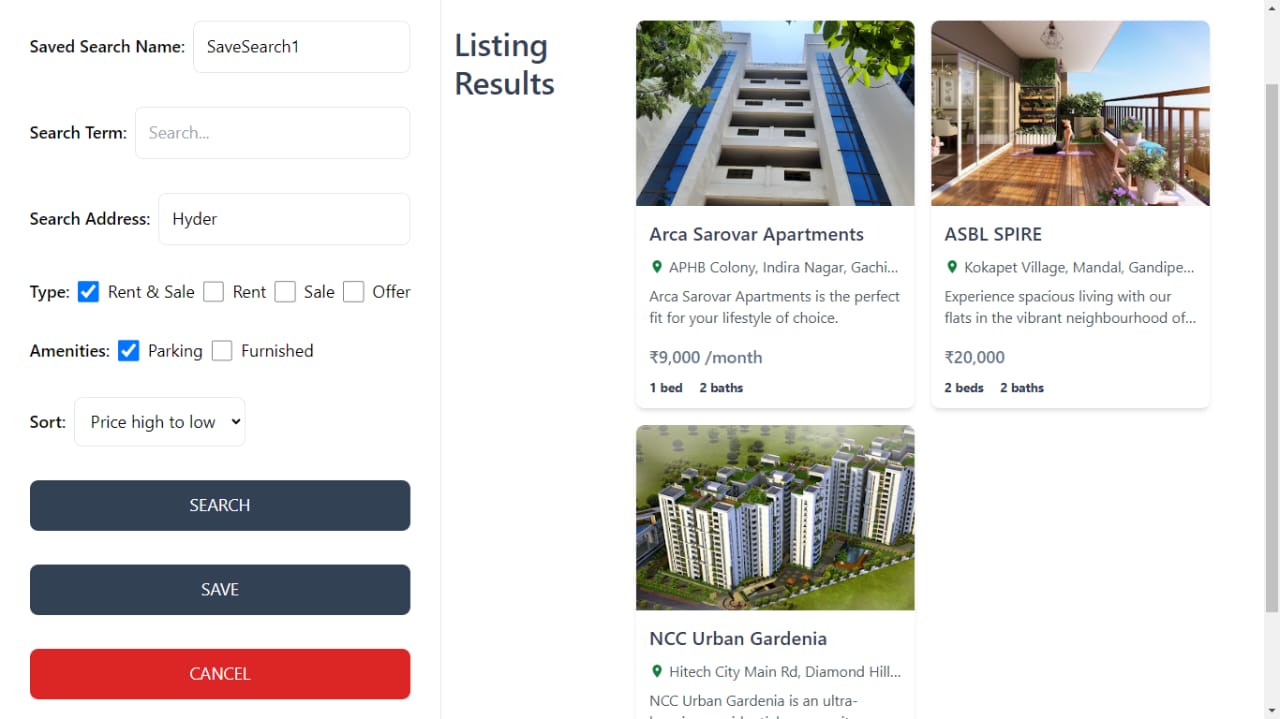 Saved Search Name: SaveSearch1
Search Term: Search...
Search Address: Hyder
Type: Rent & Sale Rent Sale Offer
Amenities: Parking Furnished
Sort: Price high to low
SEARCH
SAVE
CANCEL
Listing
Results
Arca Sarovar Apartments
APHB Colony, Indira Nagar, Gachi...
Arca Sarovar Apartments is the perfect
fit for your lifestyle of choice.
₹9,000 /month
1 bed 2 baths
ASBL SPIRE
Kokapet Village, Mandal, Gandipe...
Experience spacious living with our
flats in the vibrant neighbourhood of...
₹20,000
2 beds 2 baths
NCC Urban Gardenia
Hitech City Main Rd, Diamond Hill...
NCC Urban Gardenia is an ultra-